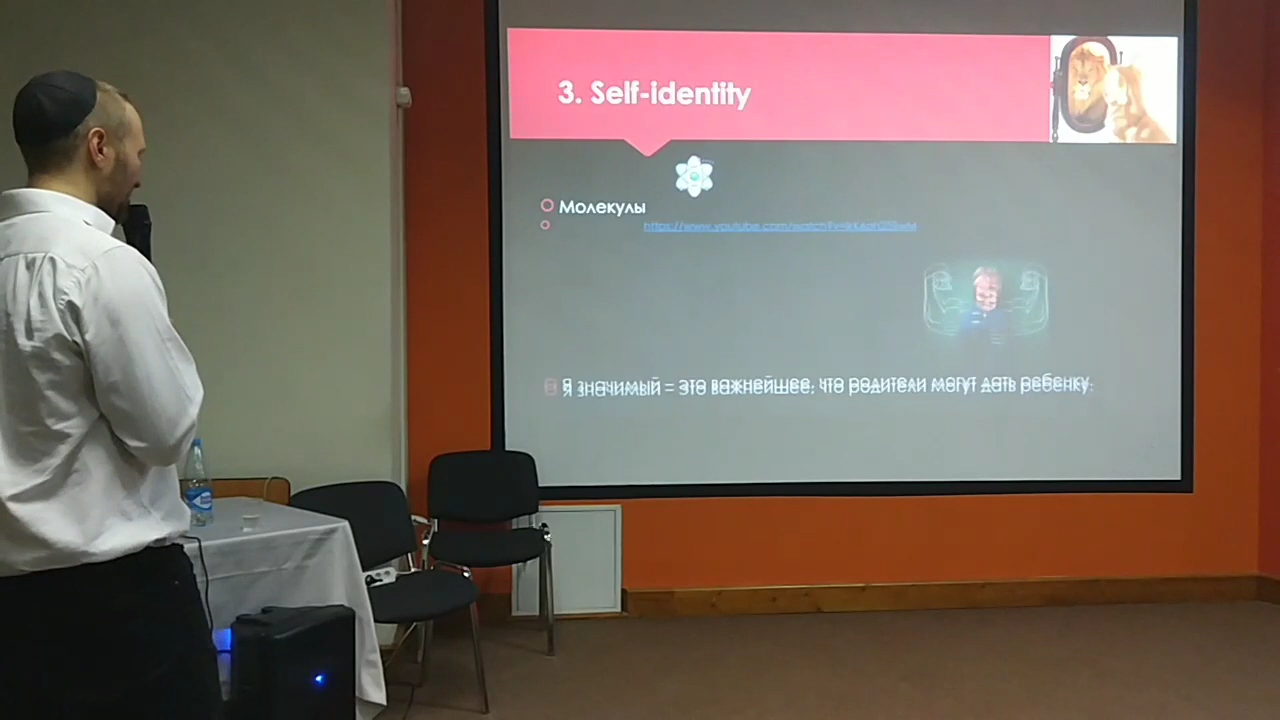 3. Self-identity
Молекулы
Я значимый = это важнейшее, что родители могут дать ребенку.